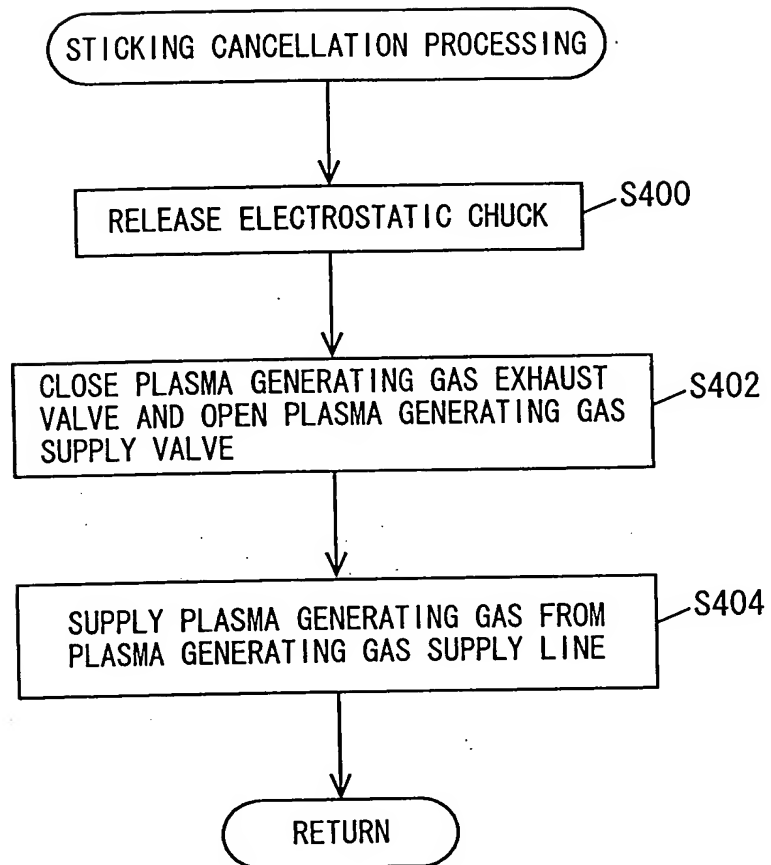 STICKING CANCELLATION PROCESSING
RELEASE ELECTROSTATIC CHUCK
S400
CLOSE PLASMA GENERATING GAS EXHAUST
VALVE AND OPEN PLASMA GENERATING GAS
SUPPLY VALVE
S402
SUPPLY PLASMA GENERATING GAS FROM
PLASMA GENERATING GAS SUPPLY LINE
S404
RETURN